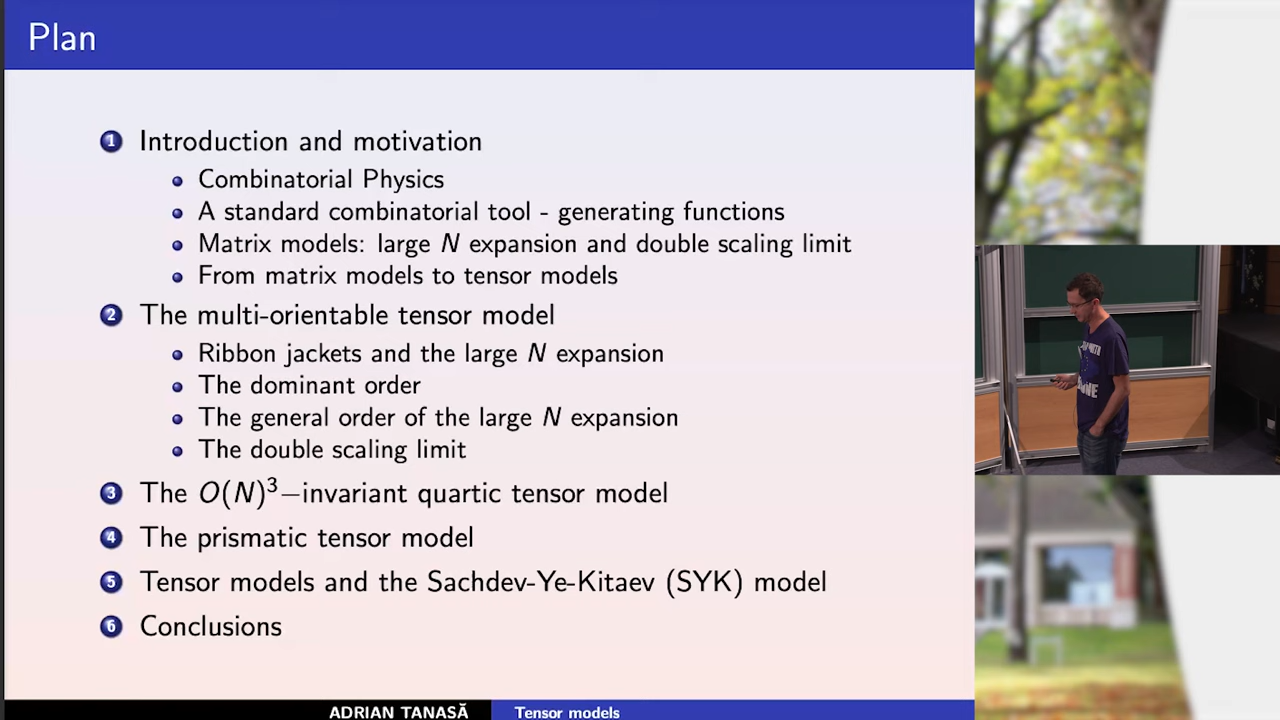 Plan
1 Introduction and motivation
Combinatorial Physics
A standard combinatorial tool - generating functions
Matrix models: large N expansion and double scaling limit
From matrix models to tensor models
2 The multi-orientable tensor model
Ribbon jackets and the large N expansion
The dominant order
The general order of the large N expansion
The double scaling limit
3 The O(N)³−invariant quartic tensor model
4 The prismatic tensor model
5 Tensor models and the Sachdev-Ye-Kitaev (SYK) model
6 Conclusions
ADRIAN TANASĂ Tensor models